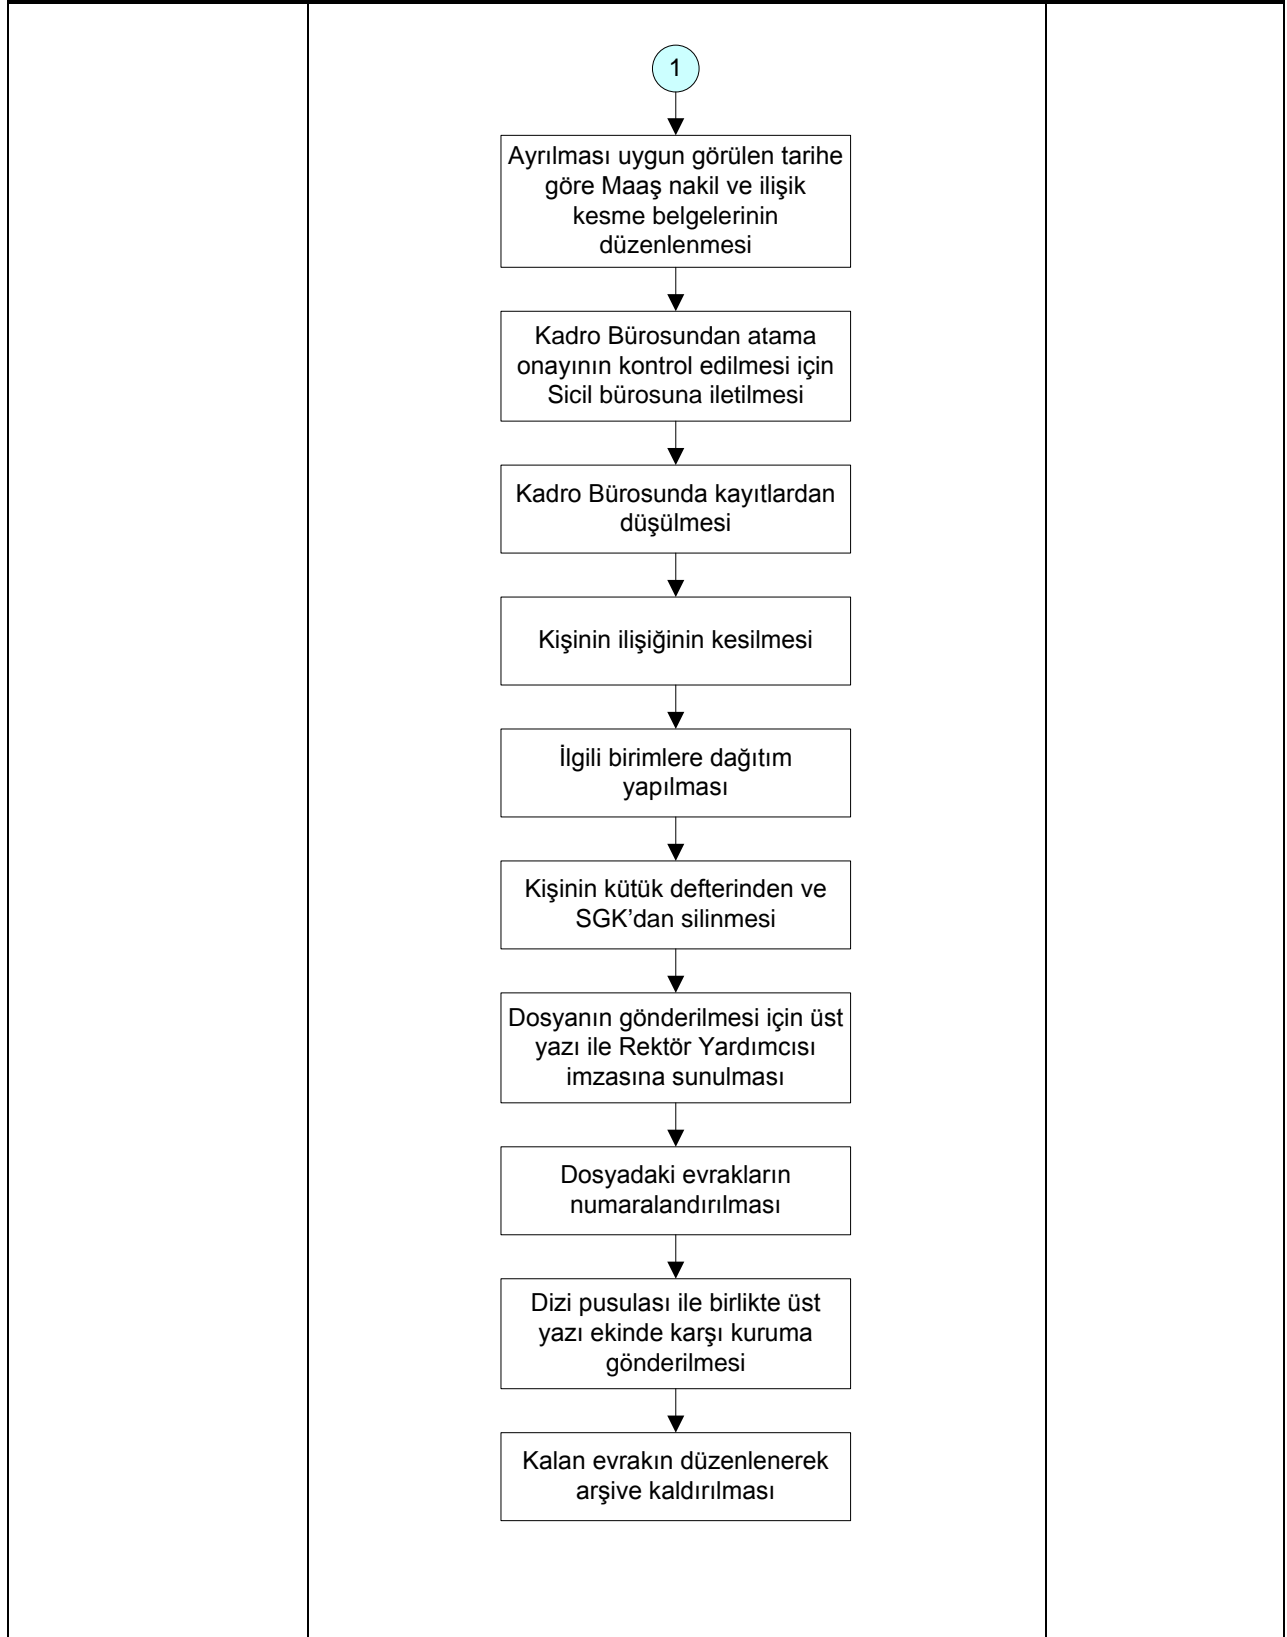 1
Ayrılması uygun görülen tarihe
göre Maaş nakil ve ilişik
kesme belgelerinin
düzenlenmesi
Kadro Bürosundan atama
onayının kontrol edilmesi için
Sicil bürosuna iletilmesi
Kadro Bürosunda kayıtlardan
düşülmesi
Kişinin ilişiğinin kesilmesi
İlgili birimlere dağıtım
yapılması
Kişinin kütük defterinden ve
SGK’dan silinmesi
Dosyanın gönderilmesi için üst
yazı ile Rektör Yardımcısı
imzasına sunulması
Dosyadaki evrakların
numaralandırılması
Dizi pusulası ile birlikte üst
yazı ekinde karşı kuruma
gönderilmesi
Kalan evrakın düzenlenerek
arşive kaldırılması